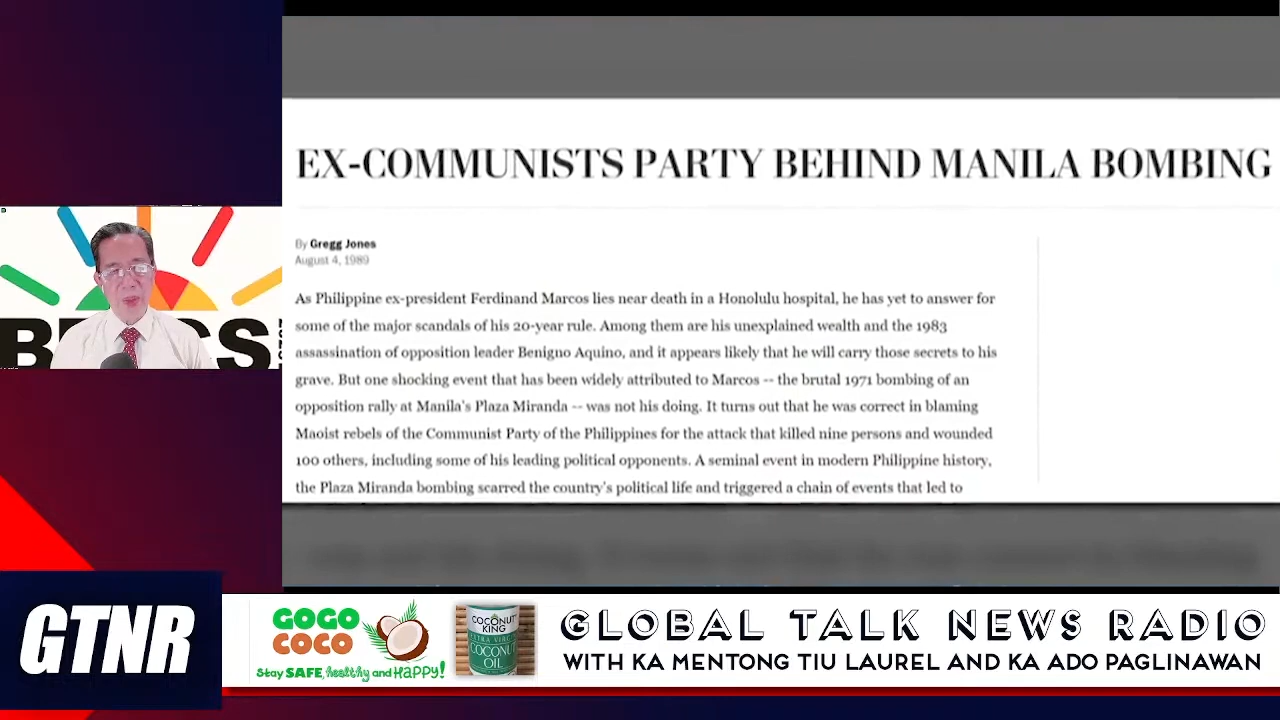 EX-COMMUNISTS PARTY BEHIND MANILA BOMBING
By Gregg Jones
August 4, 1989
As Philippine ex-president Ferdinand Marcos lies near death in a Honolulu hospital, he has yet to answer for
some of the major scandals of his 20-year rule. Among them are his unexplained wealth and the 1983
assassination of opposition leader Benigno Aquino, and it appears likely that he will carry those secrets to his
grave. But one shocking event that has been widely attributed to Marcos -- the brutal 1971 bombing of an
opposition rally at Manila's Plaza Miranda -- was not his doing. It turns out that he was correct in blaming
Maoist rebels of the Communist Party of the Philippines for the attack that killed nine persons and wounded
100 others, including some of his leading political opponents. A seminal event in modern Philippine history,
the Plaza Miranda bombing scarred the country's political life and triggered a chain of events that led to
GTNR
GOGO
COCO
Stay SAFE, healthy and HAPPY!
COCONUT
KING
EXTRA VIRGIN
COCONUT
OIL
GLOBAL TALK NEWS RADIO
WITH KA MENTONG TIU LAUREL AND KA ADO PAGLINAWAN